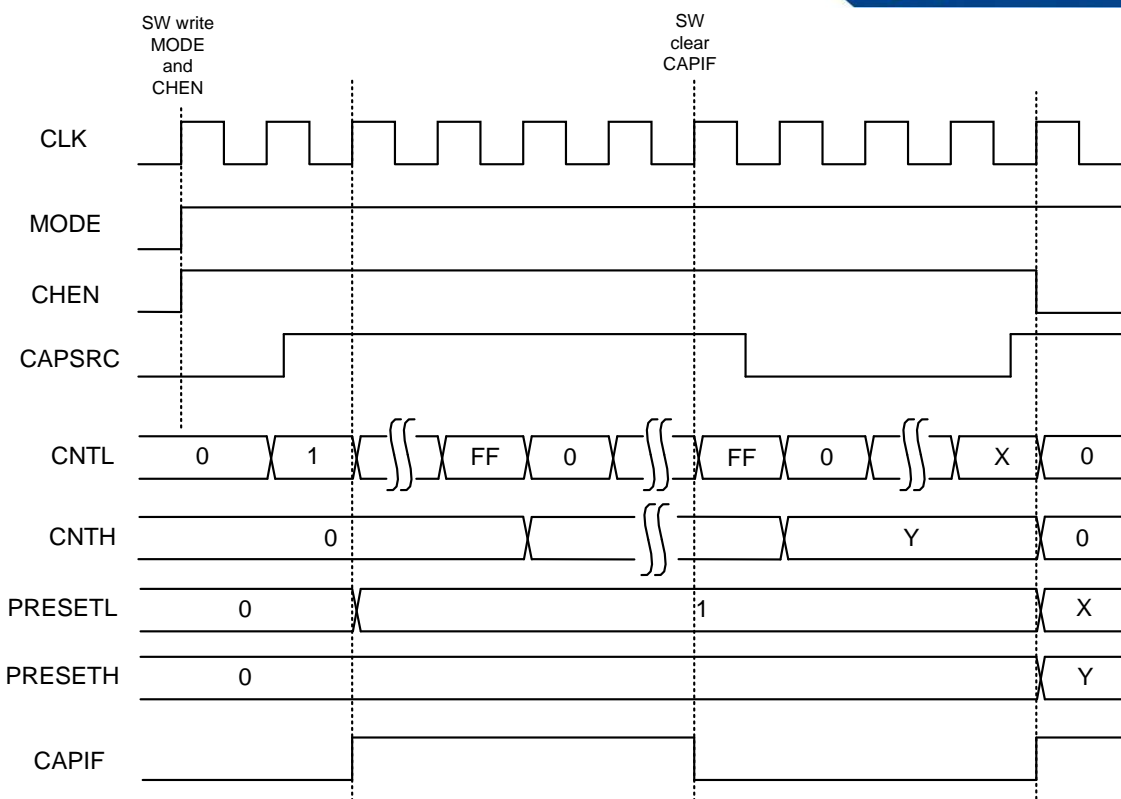 SW write
MODE
and
CHEN
SW
clear
CAPIF
CLK
MODE
CHEN
CAPSRC
CNTL 0 1 FF 0 FF 0 X 0
CNTH 0 Y 0
PRESETL 0 1 X
PRESETH 0 Y
CAPIF